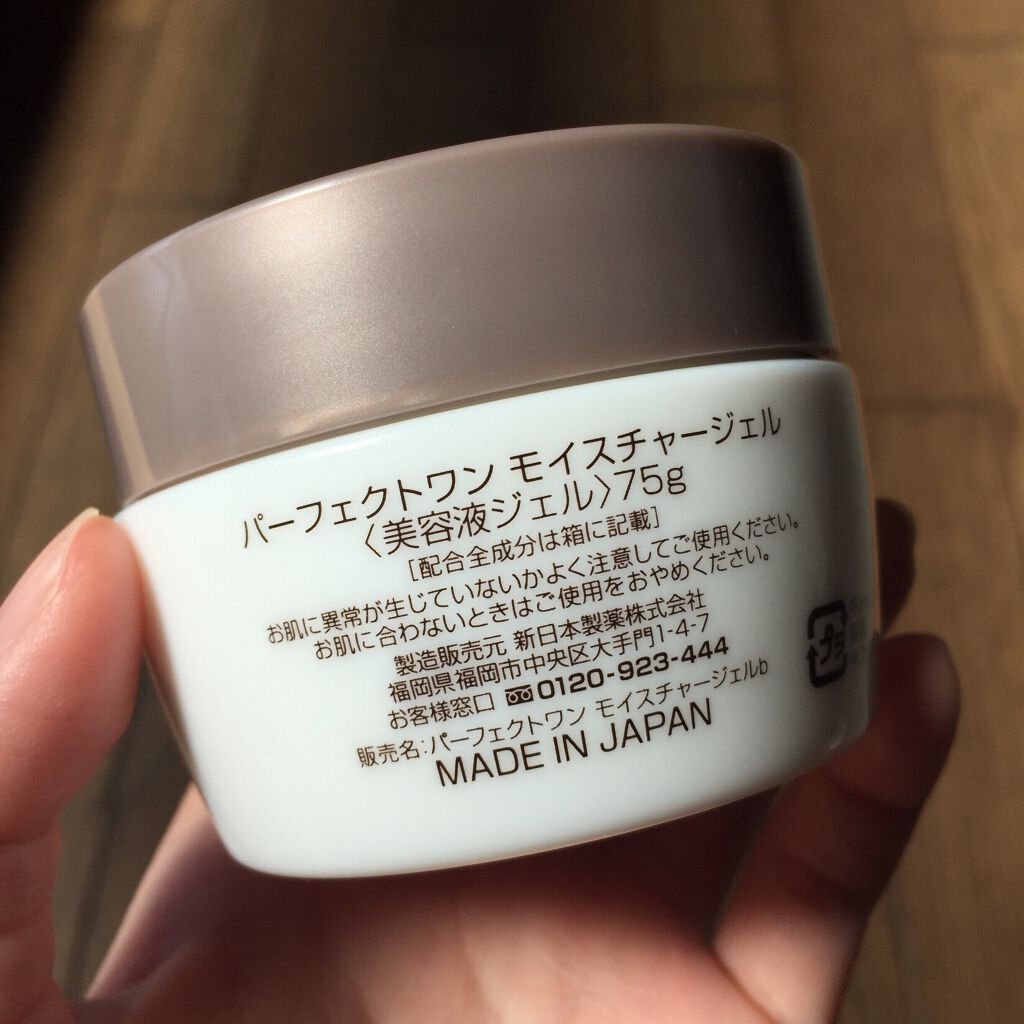 パーフェクトワン モイスチャージェル
〈美容液ジェル〉75g
[配合全成分は箱に記載]
お肌に異常が生じていないかよく注意してご使用ください。
お肌に合わないときはご使用をおやめください。
製造販売元 新日本製薬株式会社
福岡県福岡市中央区大手門1-4-7
お客様窓口 0120-923-444
販売名:パーフェクトワン モイスチャージェルb
MADE IN JAPAN
プラ